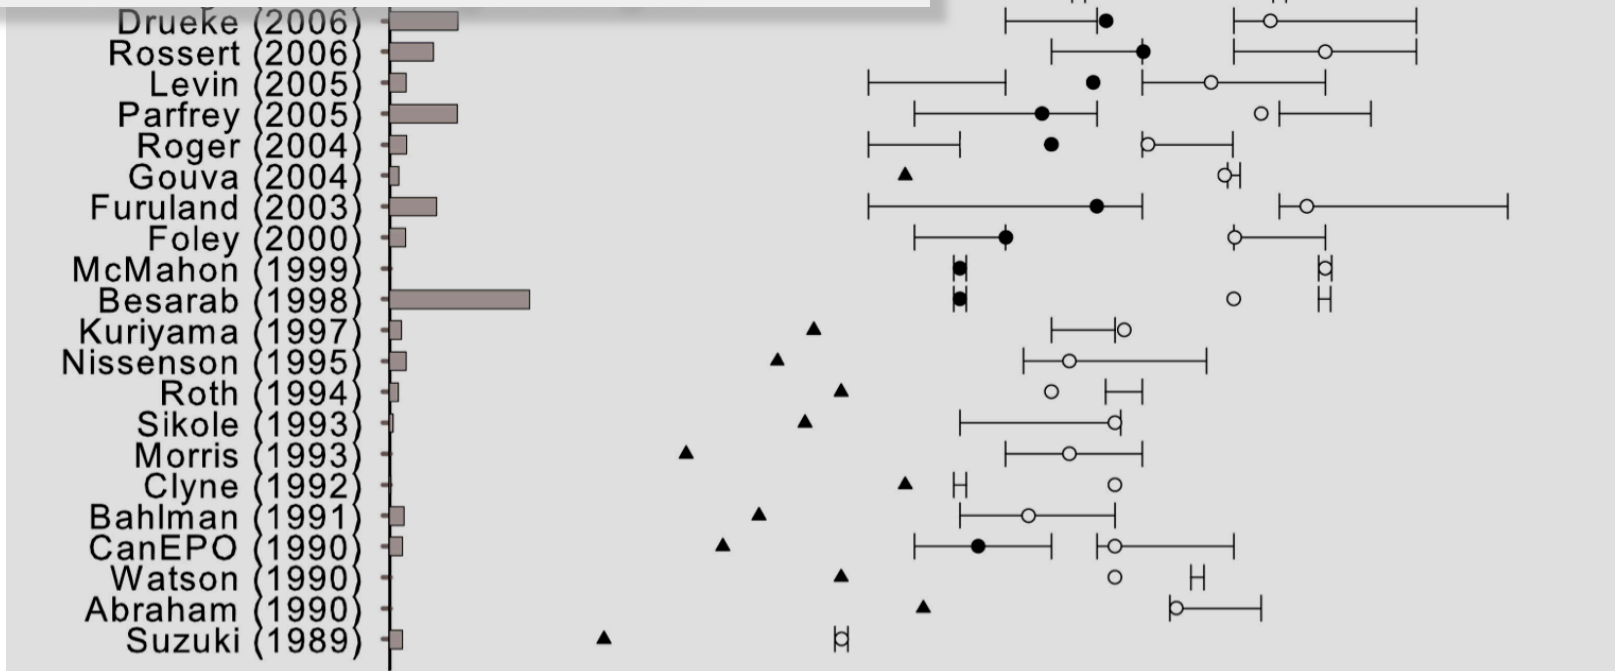 Drueke (2006)
Rossert (2006)
Levin (2005)
Parfrey (2005)
Roger (2004)
Gouva (2004)
Furuland (2003)
Foley (2000)
McMahon (1999)
Besarab (1998)
Kuriyama (1997)
Nissenson (1995)
Roth (1994)
Sikole (1993)
Morris (1993)
Clyne (1992)
Bahlman (1991)
CanEPO (1990)
Watson (1990)
Abraham (1990)
Suzuki (1989)